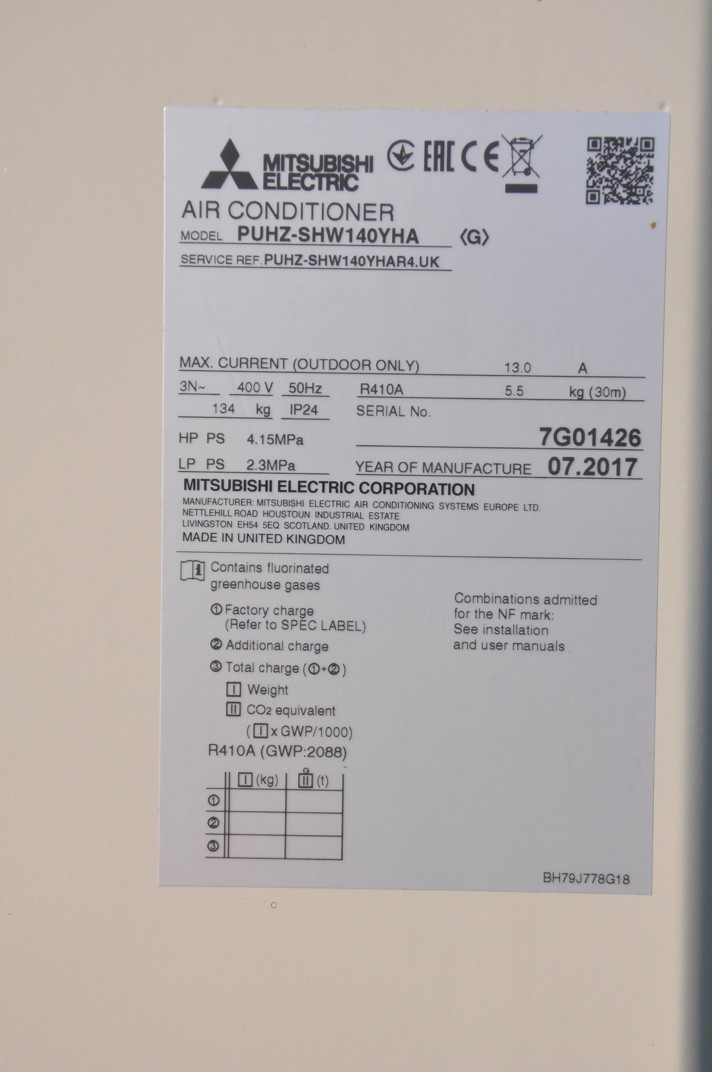 MITSUBISHI
ELECTRIC
EAC CE
AIR CONDITIONER
MODEL PUHZ-SHW140YHA 〈G〉
SERVICE REF. PUHZ-SHW140YHAR4.UK
MAX. CURRENT (OUTDOOR ONLY) 13.0 A
3N~ 400 V 50Hz R410A 5.5 kg (30m)
134 kg IP24 SERIAL No.
HP PS 4.15MPa 7G01426
LP PS 2.3MPa YEAR OF MANUFACTURE 07.2017
MITSUBISHI ELECTRIC CORPORATION
MANUFACTURER: MITSUBISHI ELECTRIC AIR CONDITIONING SYSTEMS EUROPE LTD.
NETTLEHILL ROAD HOUSTOUN INDUSTRIAL ESTATE
LIVINGSTON EH54 5EQ SCOTLAND. UNITED KINGDOM
MADE IN UNITED KINGDOM
Contains fluorinated
greenhouse gases
① Factory charge
(Refer to SPEC LABEL)
② Additional charge
③ Total charge (①+②)
I Weight
II CO2 equivalent
(I x GWP/1000)
R410A (GWP:2088)
I (kg) II (t)
①
②
③
Combinations admitted
for the NF mark:
See installation
and user manuals
BH79J778G18